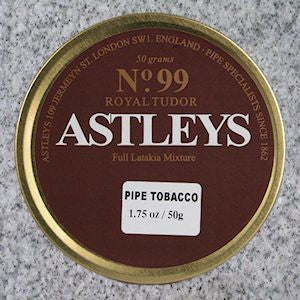 ASTLEYS 109 JERMEYN ST. LONDON SW1. ENGLAND - PIPE SPECIALISTS SINCE 1862
50 grams
No. 99
ROYAL TUDOR
ASTLEYS
Full Latakia Mixture
PIPE TOBACCO
1.75 oz / 50g